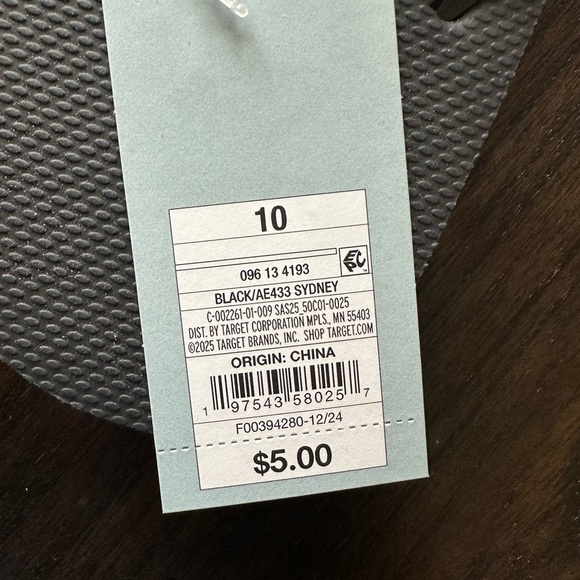 10
EPC™
096 13 4193
BLACK/AE433 SYDNEY
C-002261-01-009 SAS25_50C01-0025
DIST. BY TARGET CORPORATION MPLS., MN 55403
©2025 TARGET BRANDS, INC. SHOP TARGET.COM
ORIGIN: CHINA
1 97543 58025 7
F00394280-12/24
$5.00